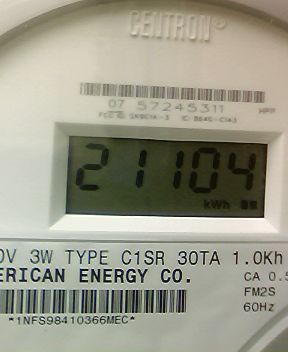 CENTRON®
07 57245311
21104
kWh
0V 3W TYPE C1SR 30TA 1.0Kh
ERICAN ENERGY CO.
CA 0.5
FM2S
60Hz
*1NFS98410366MEC*